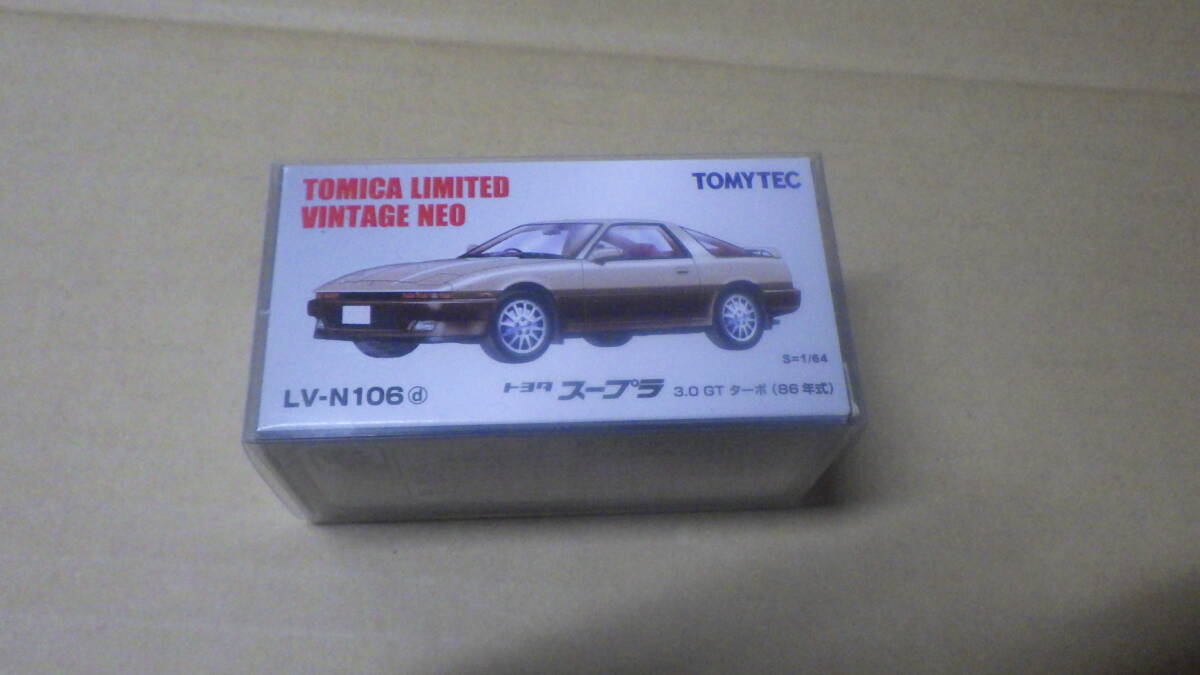 TOMICA LIMITED
VINTAGE NEO
TOMYTEC
S=1/64
LV-N106 ⓓ
トヨタ スープラ 3.0 GT ターボ (86年式)